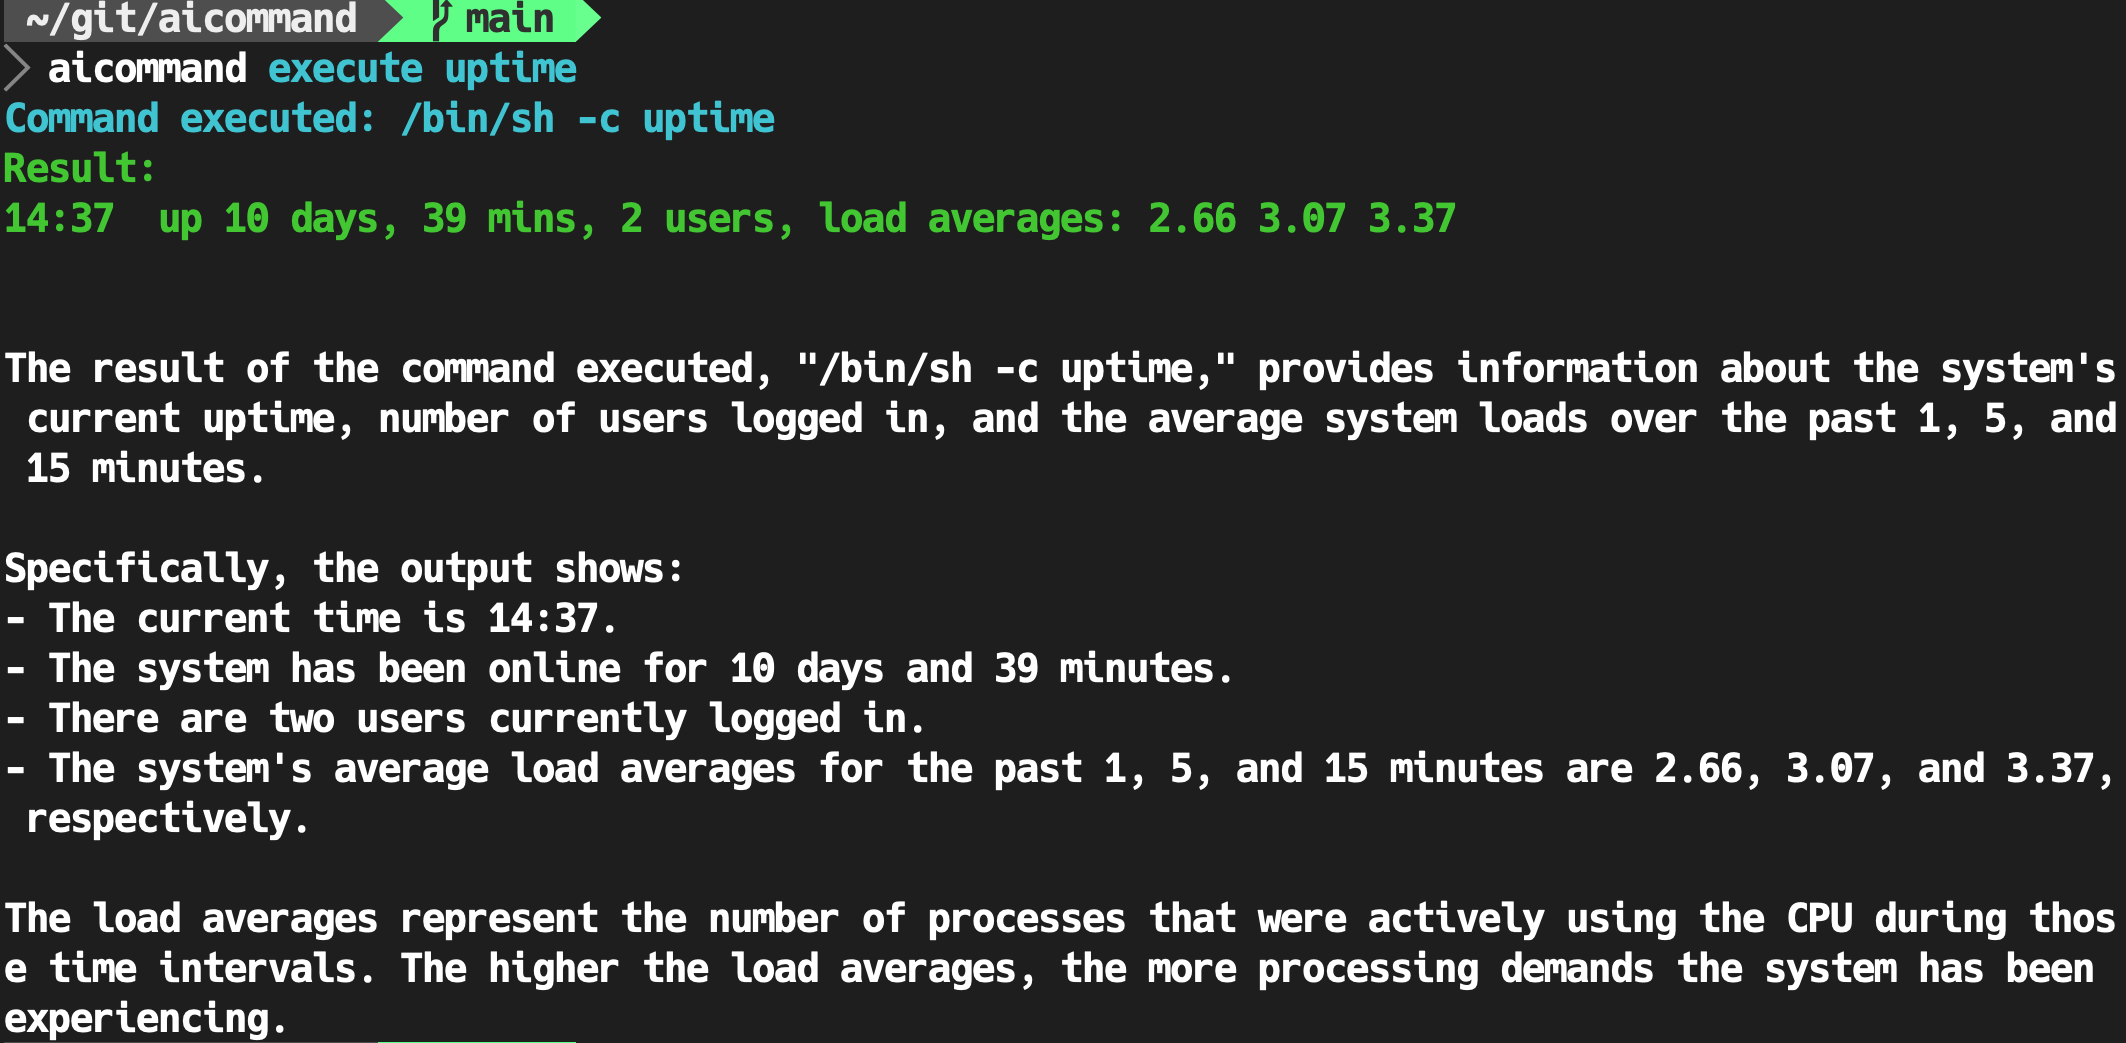 ~/git/aicommand main
aicommand execute uptime
Command executed: /bin/sh -c uptime
Result:
14:37  up 10 days, 39 mins, 2 users, load averages: 2.66 3.07 3.37
The result of the command executed, "/bin/sh -c uptime," provides information about the system's
current uptime, number of users logged in, and the average system loads over the past 1, 5, and
15 minutes.
Specifically, the output shows:
- The current time is 14:37.
- The system has been online for 10 days and 39 minutes.
- There are two users currently logged in.
- The system's average load averages for the past 1, 5, and 15 minutes are 2.66, 3.07, and 3.37,
respectively.
The load averages represent the number of processes that were actively using the CPU during thos
e time intervals. The higher the load averages, the more processing demands the system has been
experiencing.